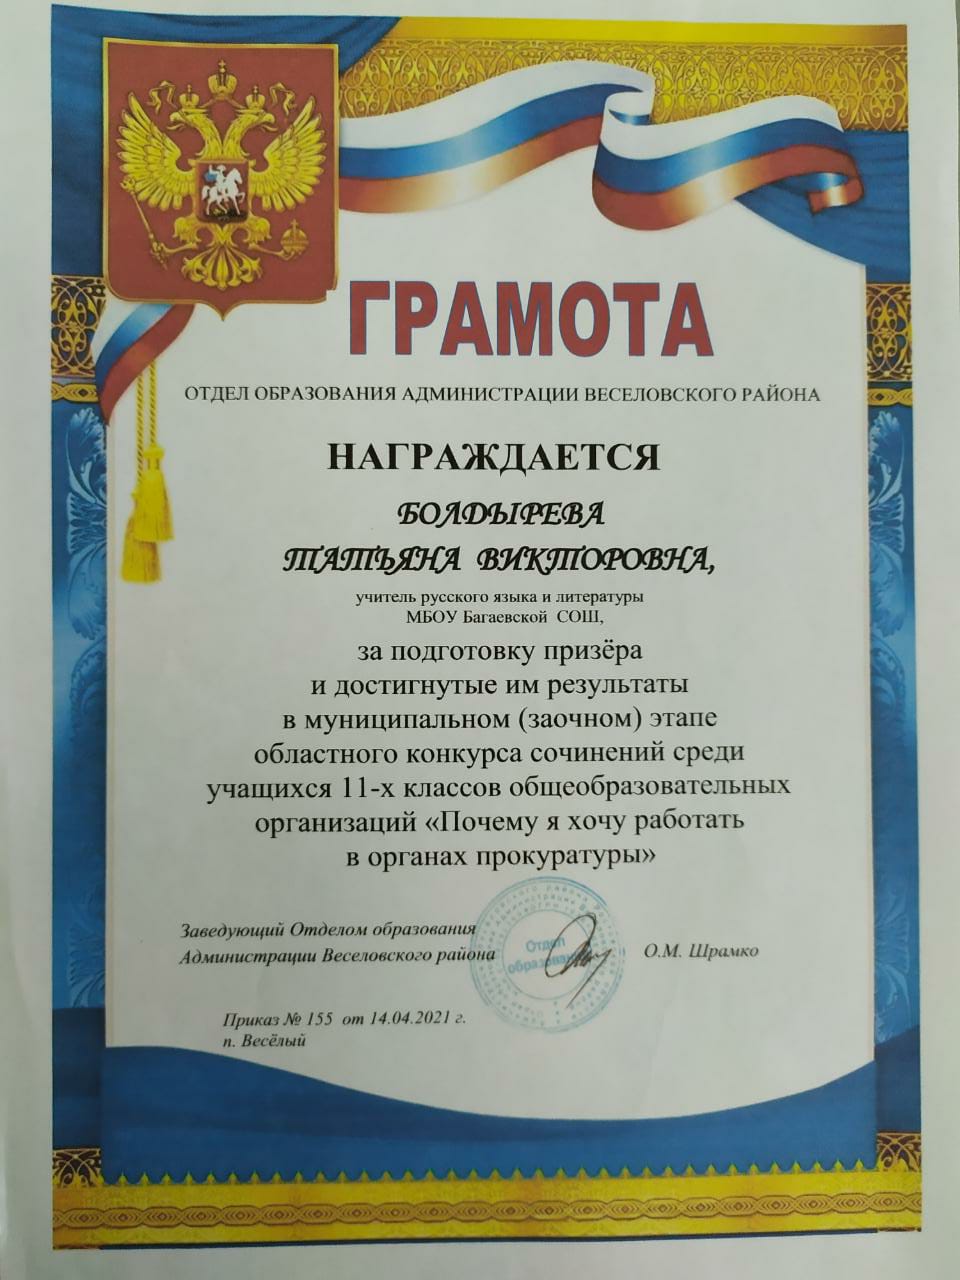 ГРАМОТА
ОТДЕЛ ОБРАЗОВАНИЯ АДМИНИСТРАЦИИ ВЕСЕЛОВСКОГО РАЙОНА
НАГРАЖДАЕТСЯ
БОЛДЫРЕВА
ТАТЬЯНА ВИКТОРОВНА,
учитель русского языка и литературы
МБОУ Багаевской СОШ,
за подготовку призёра
и достигнутые им результаты
в муниципальном (заочном) этапе
областного конкурса сочинений среди
учащихся 11-х классов общеобразовательных
организаций «Почему я хочу работать
в органах прокуратуры»
Заведующий Отделом образования
Администрации Веселовского района
О.М. Шрамко
Отдел
образования
Приказ № 155 от 14.04.2021 г.
п. Весёлый